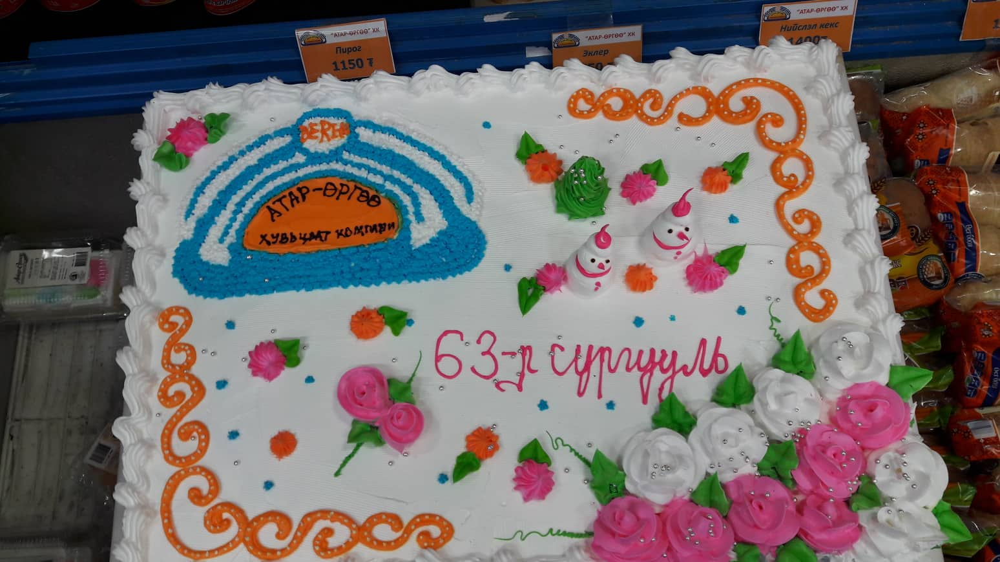 "АТАР-ӨРГӨӨ" ХК
Пирог
1150 ₮
"АТАР-ӨРГӨӨ" ХК
Эклер
"АТАР-ӨРГӨӨ" ХК
Нийслэл кекс
1400₮
АТАР-ӨРГӨӨ
ХУВЬЦААТ КОМПАНИ
63-р сургууль